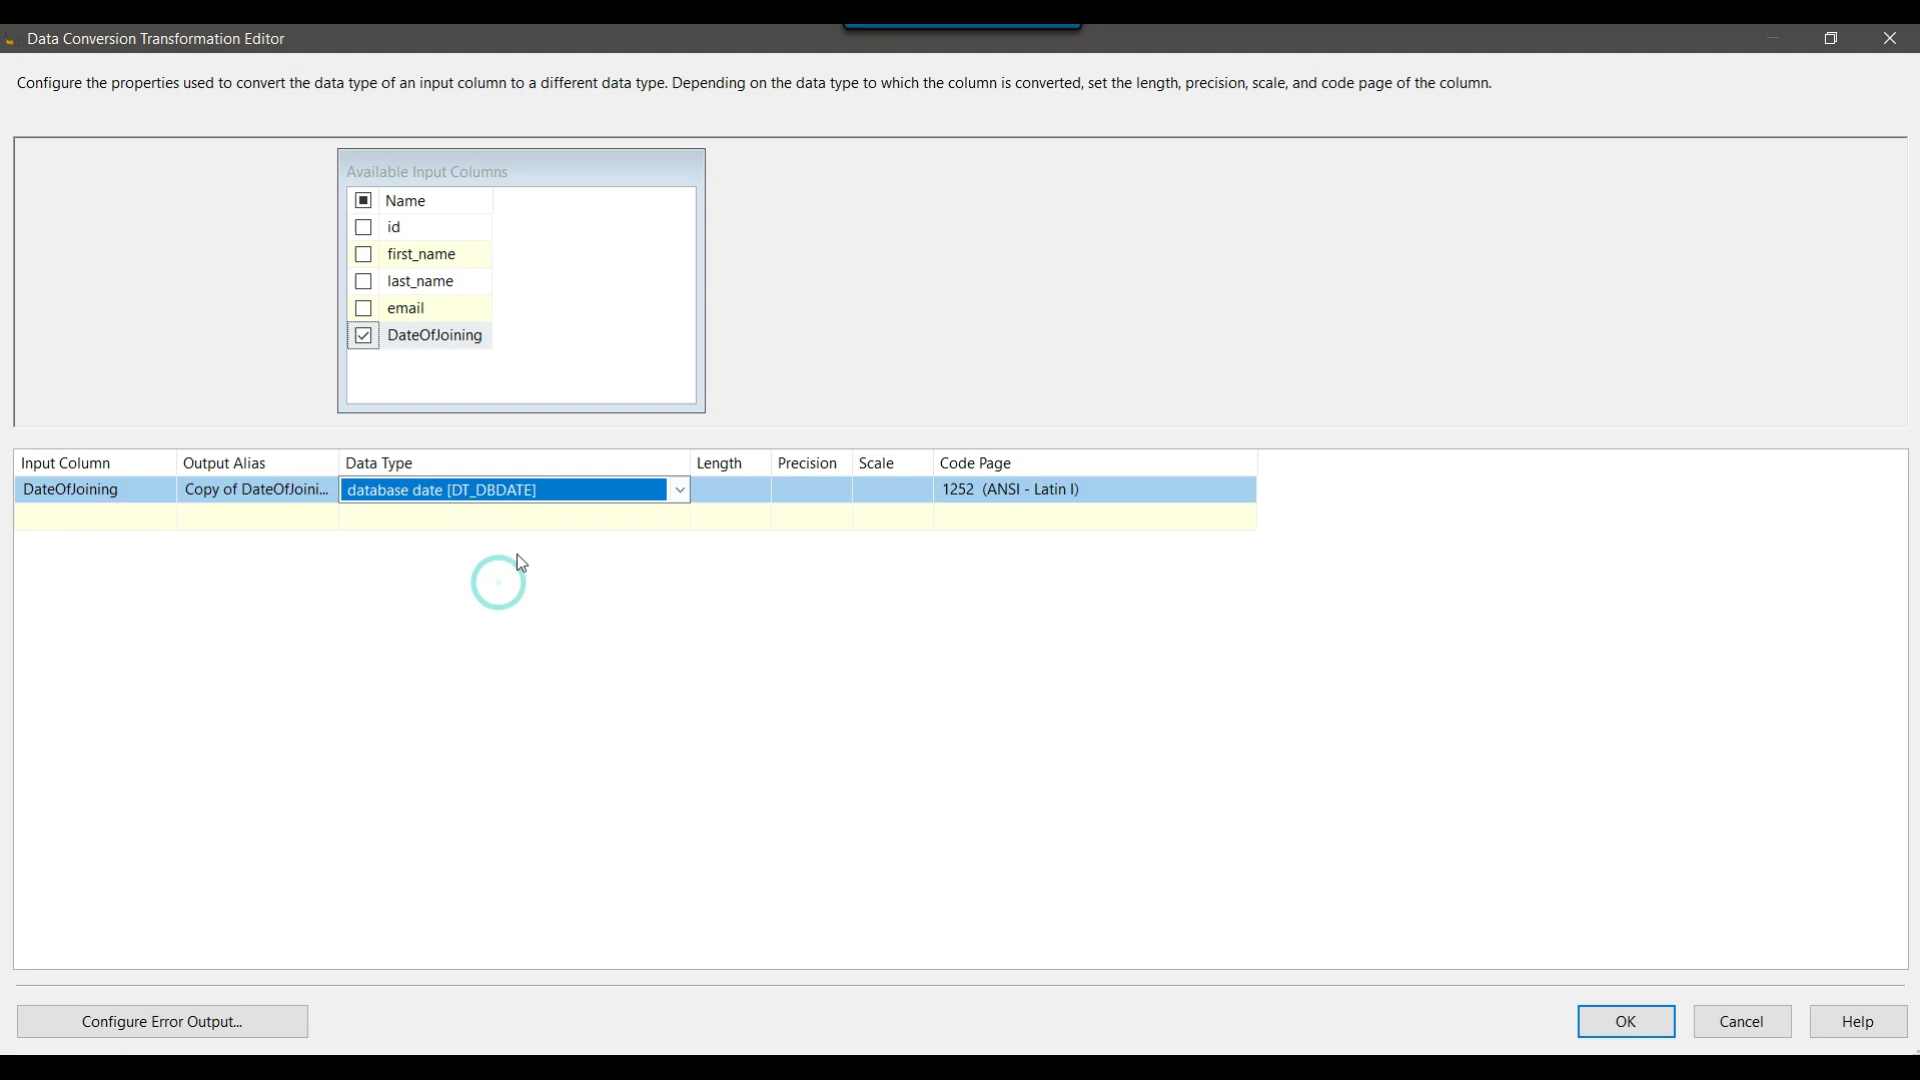 Data Conversion Transformation Editor
Configure the properties used to convert the data type of an input column to a different data type. Depending on the data type to which the column is converted, set the length, precision, scale, and code page of the column.
Available Input Columns
Name
id
first_name
last_name
email
DateOfJoining
Input Column Output Alias Data Type Length Precision Scale Code Page
DateOfJoining Copy of DateOfJoini... database date [DT_DBDATE] 1252 (ANSI - Latin I)
Configure Error Output... OK Cancel Help